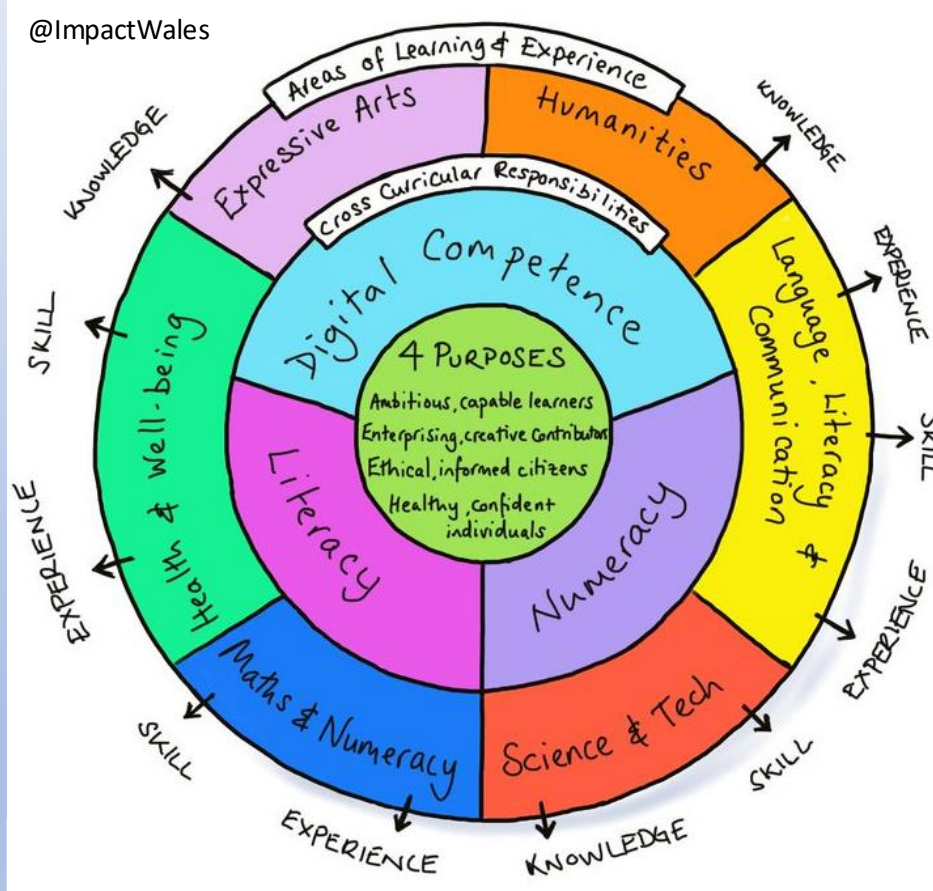 @ImpactWales
Areas of Learning & Experience
Expressive Arts
Humanities
Cross Curricular Responsibilities
Digital Competence
4 PURPOSES
Ambitious, capable learners
Enterprising, creative Contributors
Ethical, informed citizens
Healthy, confident
individuals
Literacy
Numeracy
Health & Well-being
Language, Literacy &
Communication
Maths & Numeracy
Science & Tech
KNOWLEDGE
SKILL
EXPERIENCE
SKILL
EXPERIENCE
KNOWLEDGE
SKILL
EXPERIENCE
SKILL
EXPERIENCE
KNOWLEDGE